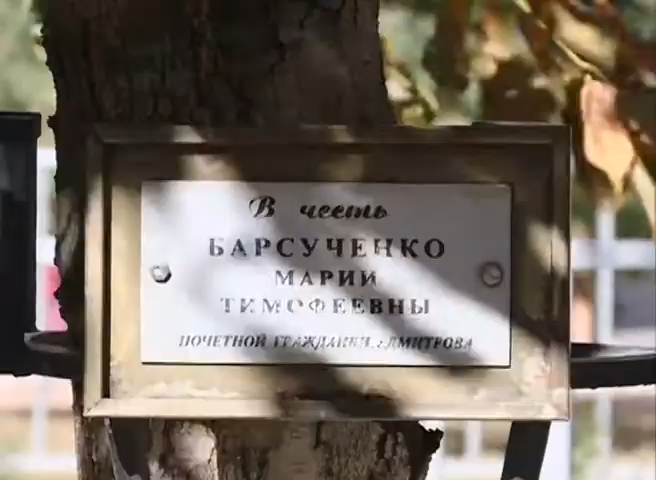 В честь
БАРСУЧЕНКО
МАРИИ
ТИМОФЕЕВНЫ
ПОЧЕТНОЙ ГРАЖДАНКИ г.ДМИТРОВА